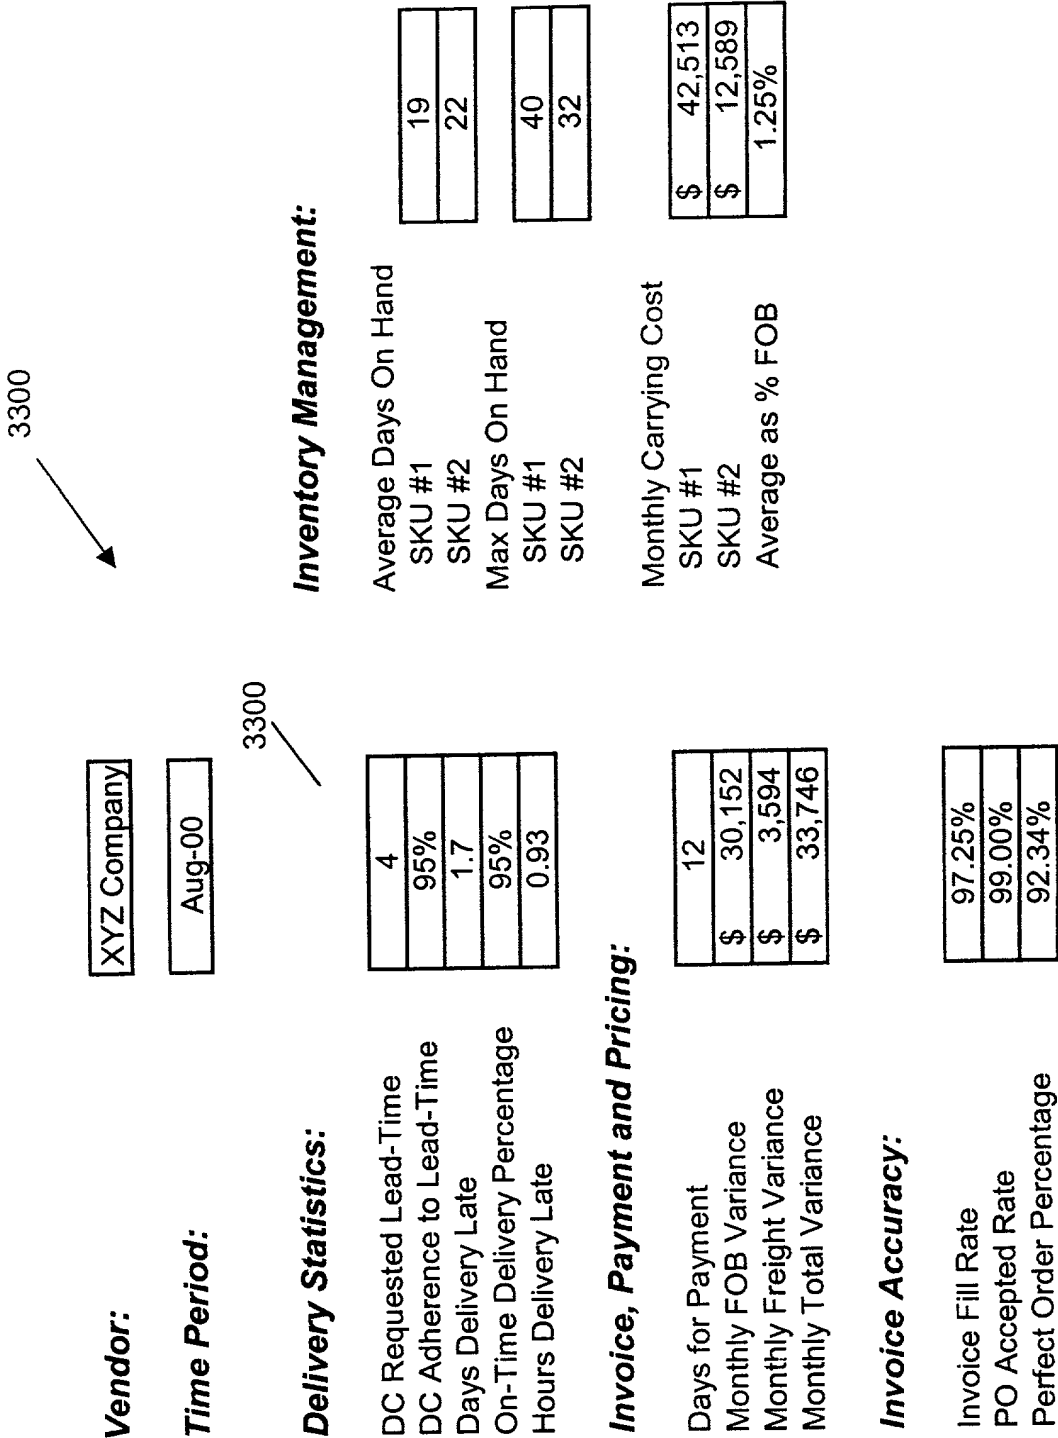 3300
Vendor: XYZ Company
Time Period: Aug-00
3300
Delivery Statistics:
DC Requested Lead-Time 4
DC Adherence to Lead-Time 95%
Days Delivery Late 1.7
On-Time Delivery Percentage 95%
Hours Delivery Late 0.93
Invoice, Payment and Pricing:
Days for Payment 12
Monthly FOB Variance $ 30,152
Monthly Freight Variance $ 3,594
Monthly Total Variance $ 33,746
Invoice Accuracy:
Invoice Fill Rate 97.25%
PO Accepted Rate 99.00%
Perfect Order Percentage 92.34%
Inventory Management:
Average Days On Hand
SKU #1 19
SKU #2 22
Max Days On Hand
SKU #1 40
SKU #2 32
Monthly Carrying Cost
SKU #1 $ 42,513
SKU #2 $ 12,589
Average as % FOB 1.25%